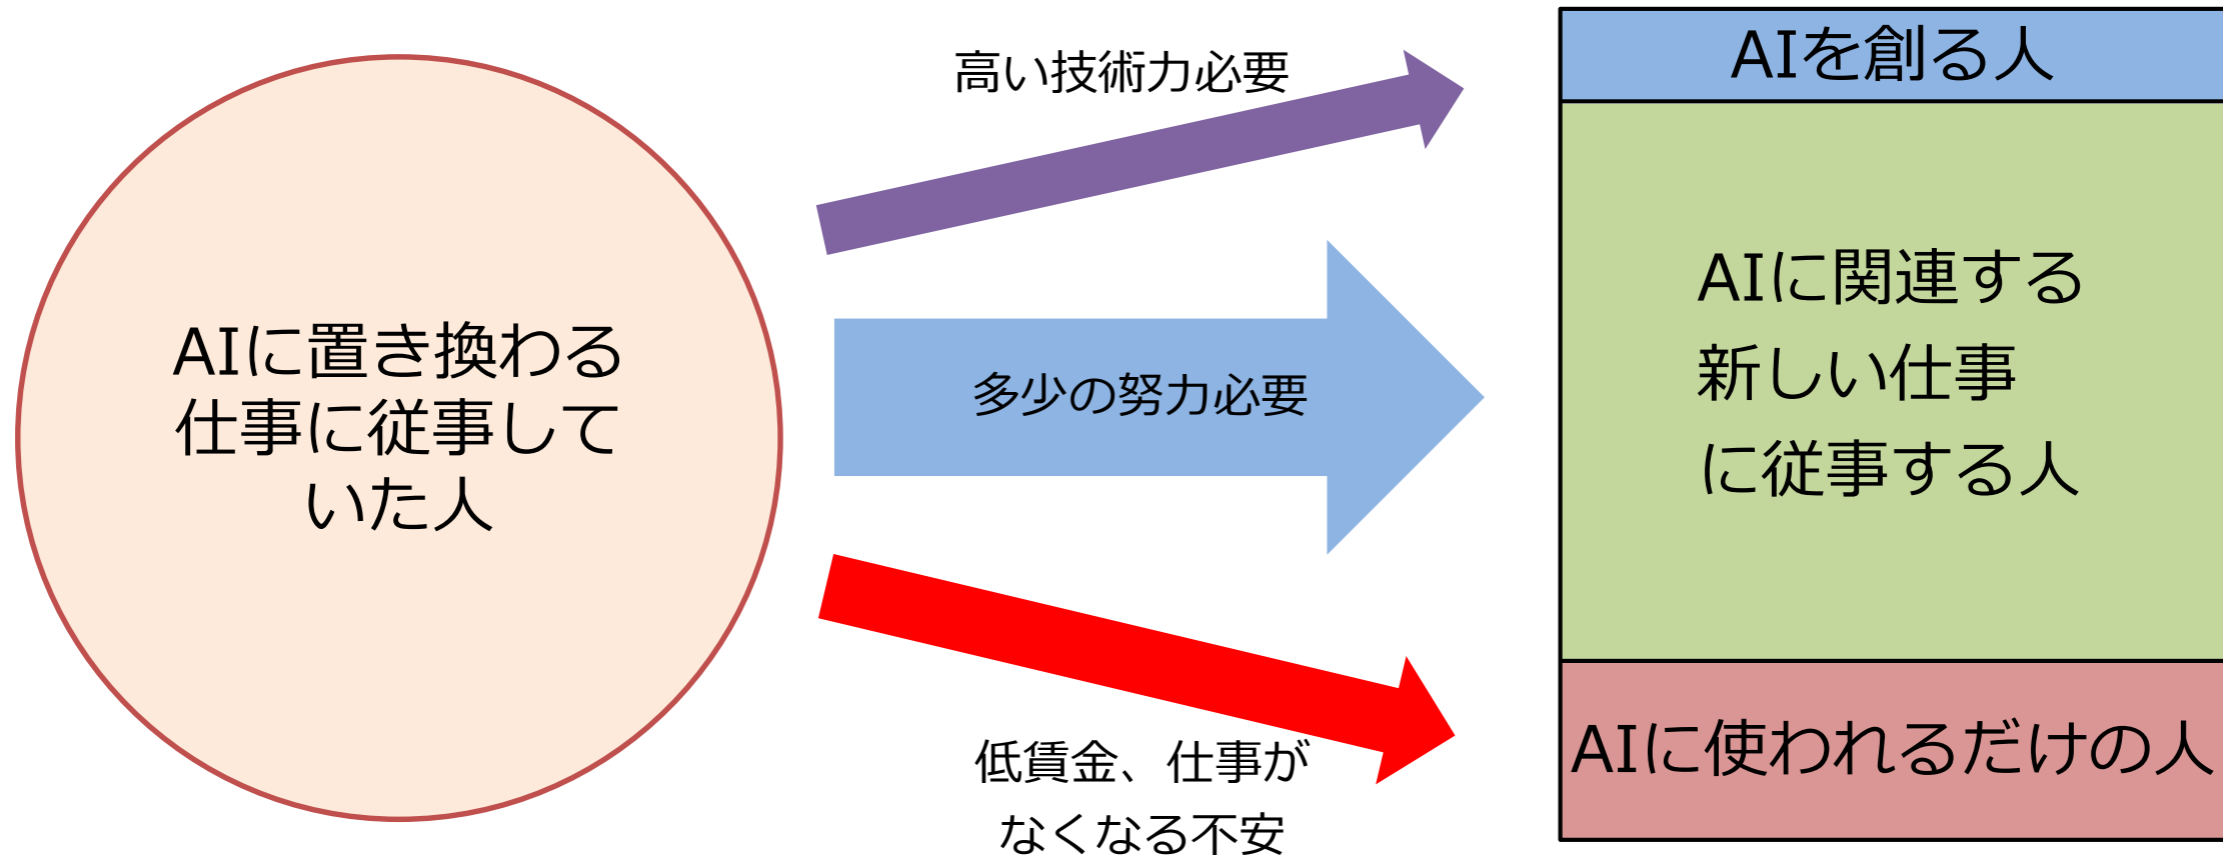 AIに置き換わる
仕事に従事して
いた人
高い技術力必要
多少の努力必要
低賃金、仕事が
なくなる不安
AIを創る人
AIに関連する
新しい仕事
に従事する人
AIに使われるだけの人